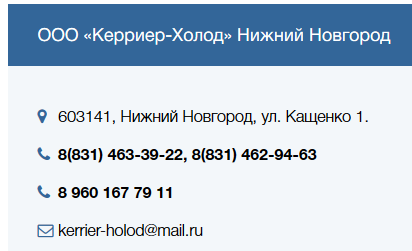 ООО «Керриер-Холод» Нижний Новгород
603141, Нижний Новгород, ул. Кащенко 1.
8(831) 463-39-22, 8(831) 462-94-63
8 960 167 79 11
kerrier-holod@mail.ru